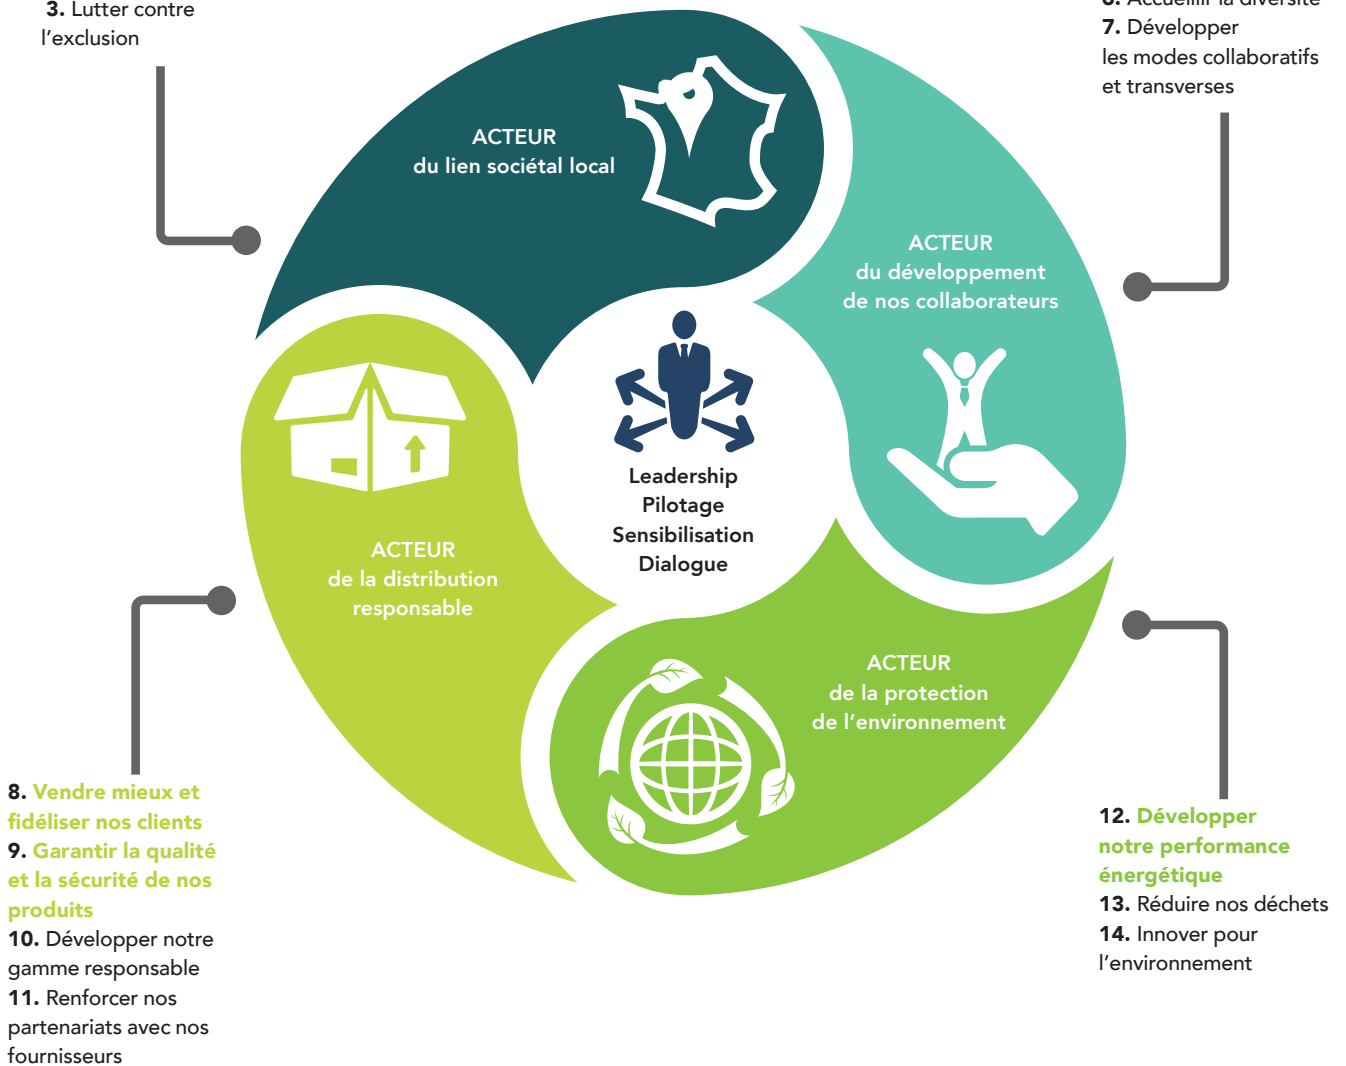 3. Lutter contre
l'exclusion
6. Accueillir la diversité
7. Développer
les modes collaboratifs
et transverses
ACTEUR
du lien sociétal local
ACTEUR
du développement
de nos collaborateurs
Leadership
Pilotage
Sensibilisation
Dialogue
ACTEUR
de la distribution
responsable
ACTEUR
de la protection
de l'environnement
8. Vendre mieux et
fidéliser nos clients
9. Garantir la qualité
et la sécurité de nos
produits
10. Développer notre
gamme responsable
11. Renforcer nos
partenariats avec nos
fournisseurs
12. Développer
notre performance
énergétique
13. Réduire nos déchets
14. Innover pour
l'environnement